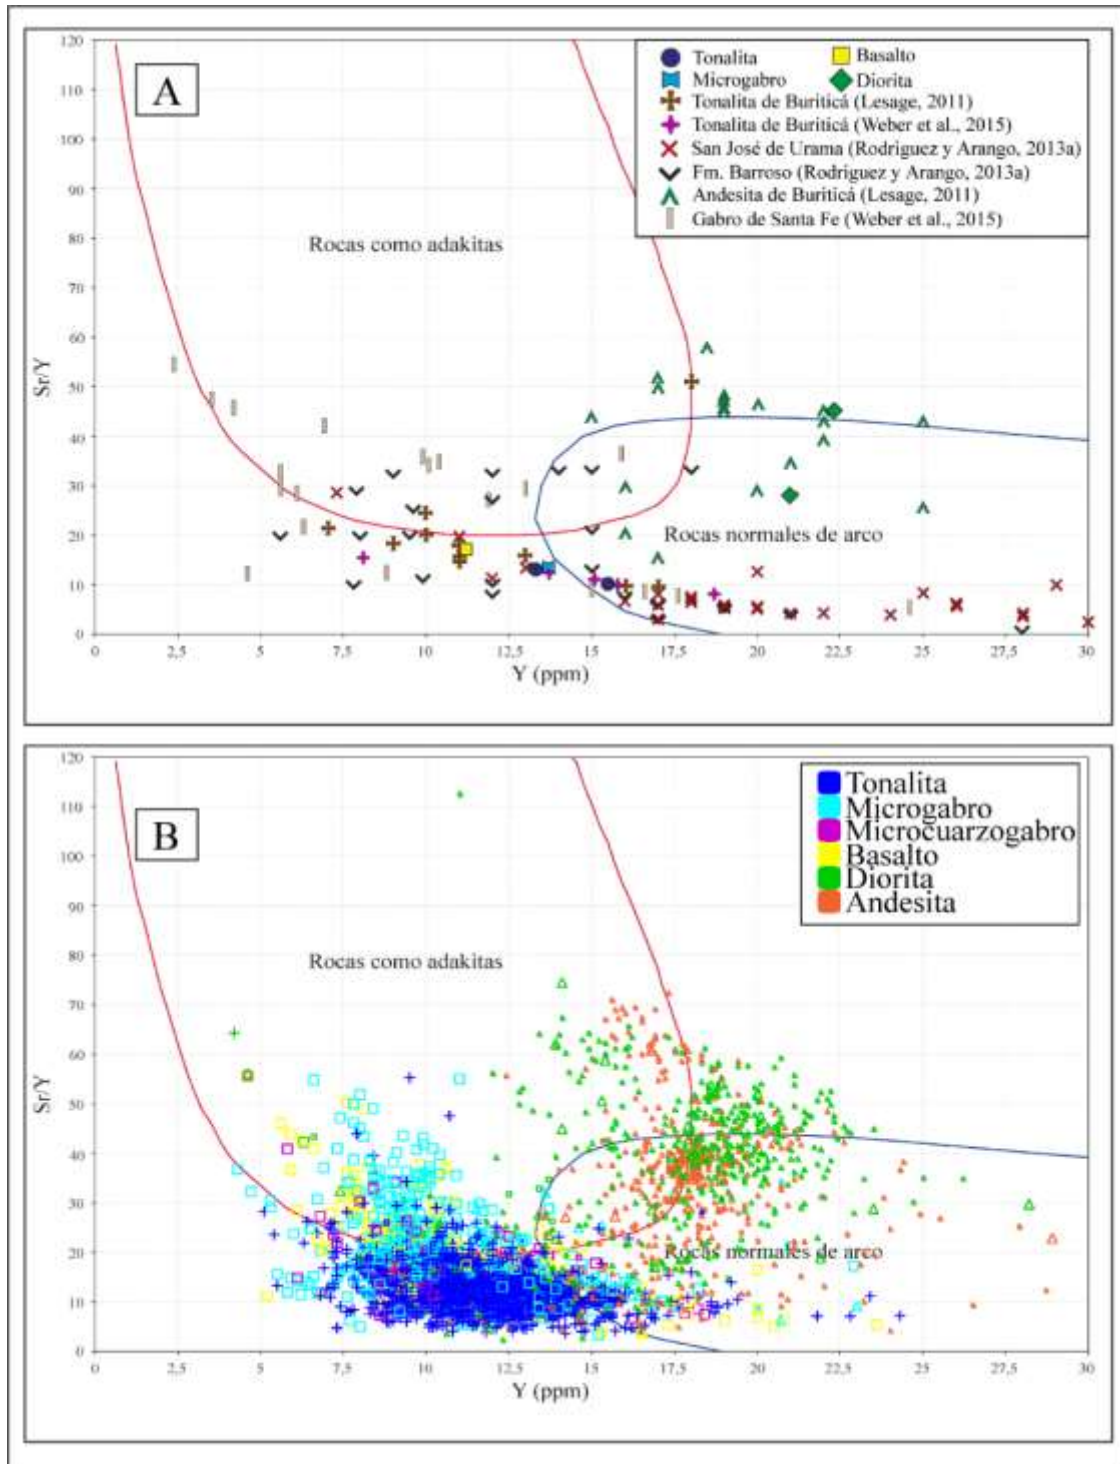 A
Tonalita
Basalto
Microgabro
Diorita
Tonalita de Buriticá (Lesage, 2011)
Tonalita de Buriticá (Weber et al., 2015)
San José de Urama (Rodriguez y Arango, 2013a)
Fm. Barroso (Rodriguez y Arango, 2013a)
Andesita de Buriticá (Lesage, 2011)
Gabro de Santa Fe (Weber et al., 2015)
120
110
100
90
80
70
60
50
40
30
20
10
0
Sr/Y
Rocas como adakitas
Rocas normales de arco
0 2,5 5 7,5 10 12,5 15 17,5 20 22,5 25 27,5 30
Y (ppm)
B
Tonalita
Microgabro
Microcuarzogabro
Basalto
Diorita
Andesita
120
110
100
90
80
70
60
50
40
30
20
10
0
Sr/Y
Rocas como adakitas
Rocas normales de arco
0 2,5 5 7,5 10 12,5 15 17,5 20 22,5 25 27,5 30
Y (ppm)